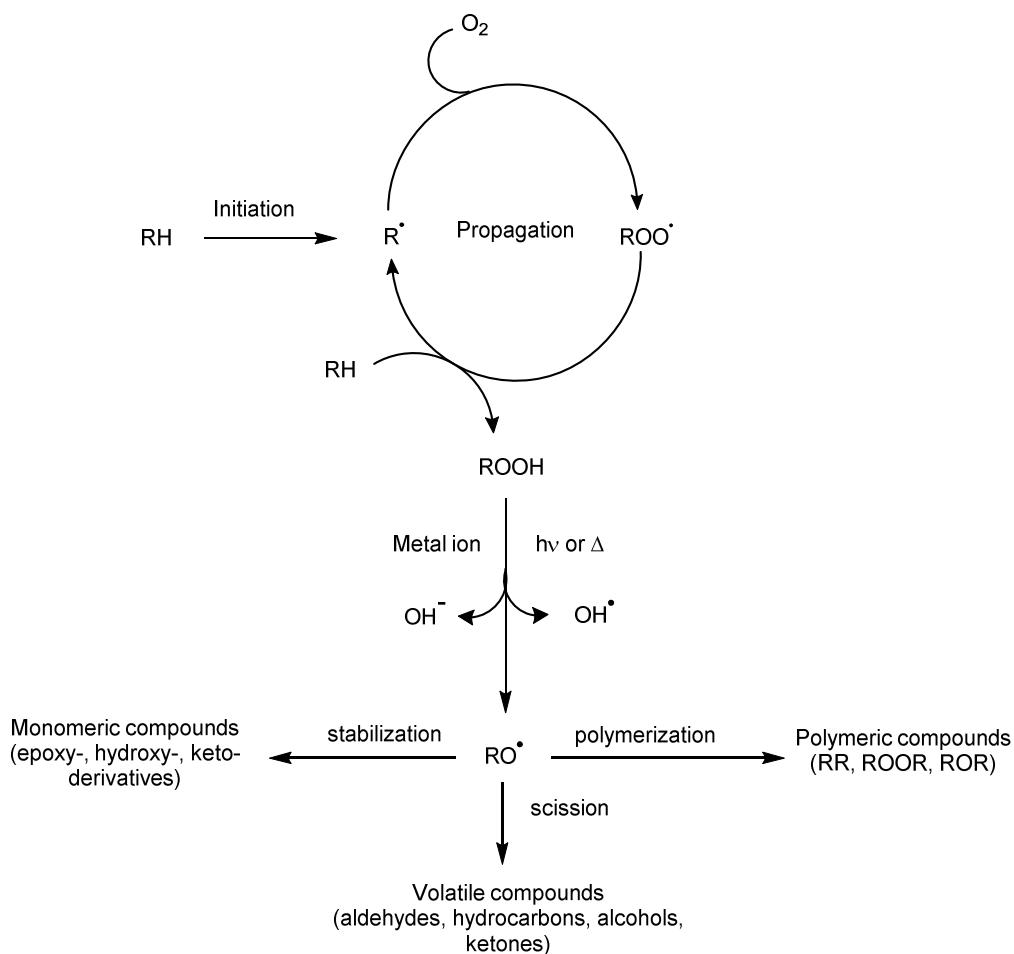 O₂
Initiation
RH
R•
Propagation
ROO•
RH
ROOH
Metal ion
hν or Δ
OH⁻
OH•
Monomeric compounds
(epoxy-, hydroxy-, keto-
derivatives)
stabilization
RO•
polymerization
Polymeric compounds
(RR, ROOR, ROR)
scission
Volatile compounds
(aldehydes, hydrocarbons, alcohols,
ketones)